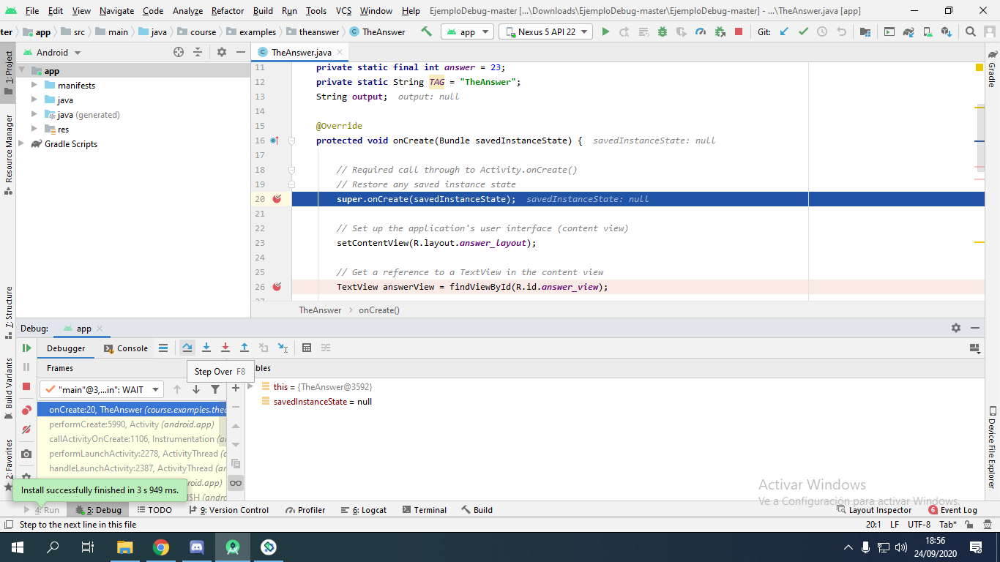 File Edit View Navigate Code Analyze Refactor Build Run Tools VCS Window Help EjemploDebug-master [...\Downloads\EjemploDebug-master\EjemploDebug-master] - ...\TheAnswer.java [app]
ter app src main java course examples theanswer TheAnswer app Nexus 5 API 22 Git:
Android
TheAnswer.java
1: Project
Resource Manager
7: Structure
Build Variants
2: Favorites
app
manifests
java
java (generated)
res
Gradle Scripts
11 private static final int answer = 23;
12 private static String TAG = "TheAnswer";
13 String output; output: null
14
15 @Override
16 protected void onCreate(Bundle savedInstanceState) { savedInstanceState: null
17
18 // Required call through to Activity.onCreate()
19 // Restore any saved instance state
20 super.onCreate(savedInstanceState); savedInstanceState: null
21
22 // Set up the application's user interface (content view)
23 setContentView(R.layout.answer_layout);
24
25 // Get a reference to a TextView in the content view
26 TextView answerView = findViewById(R.id.answer_view);
27
TheAnswer onCreate()
Gradle
Device File Explorer
Debug: app
Debugger Console
Frames
Step Over F8
bles
"main"@3,...in": WAIT
onCreate:20, TheAnswer (course.examples.thea
performCreate:5990, Activity (android.app)
callActivityOnCreate:1106, Instrumentation (a
performLaunchActivity:2278, ActivityThread (a
handleLaunchActivity:2387, ActivityThread (ar
roid.app)
SH (andro
this = {TheAnswer@3592}
savedInstanceState = null
Install successfully finished in 3 s 949 ms.
Activar Windows
Ve a Configuración para activar Windows.
4: Run 5: Debug TODO 9: Version Control Profiler 6: Logcat Terminal Build Layout Inspector 6 Event Log
Step to the next line in this file 20:1 LF UTF-8 Tab*
18:56
24/09/2020